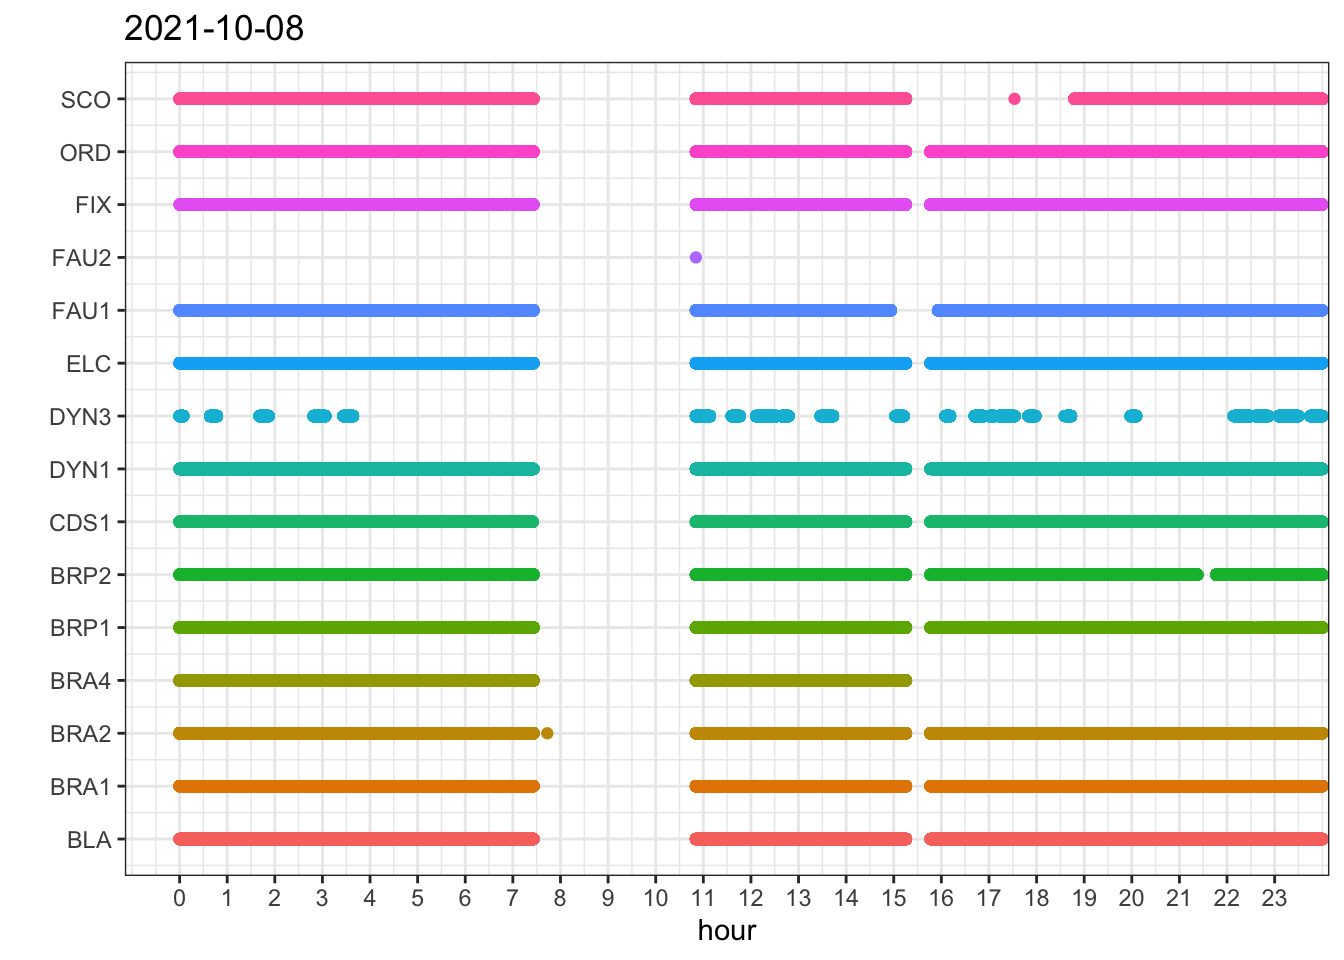 2021-10-08
SCO
ORD
FIX
FAU2
FAU1
ELC
DYN3
DYN1
CDS1
BRP2
BRP1
BRA4
BRA2
BRA1
BLA
0 1 2 3 4 5 6 7 8 9 10 11 12 13 14 15 16 17 18 19 20 21 22 23
hour